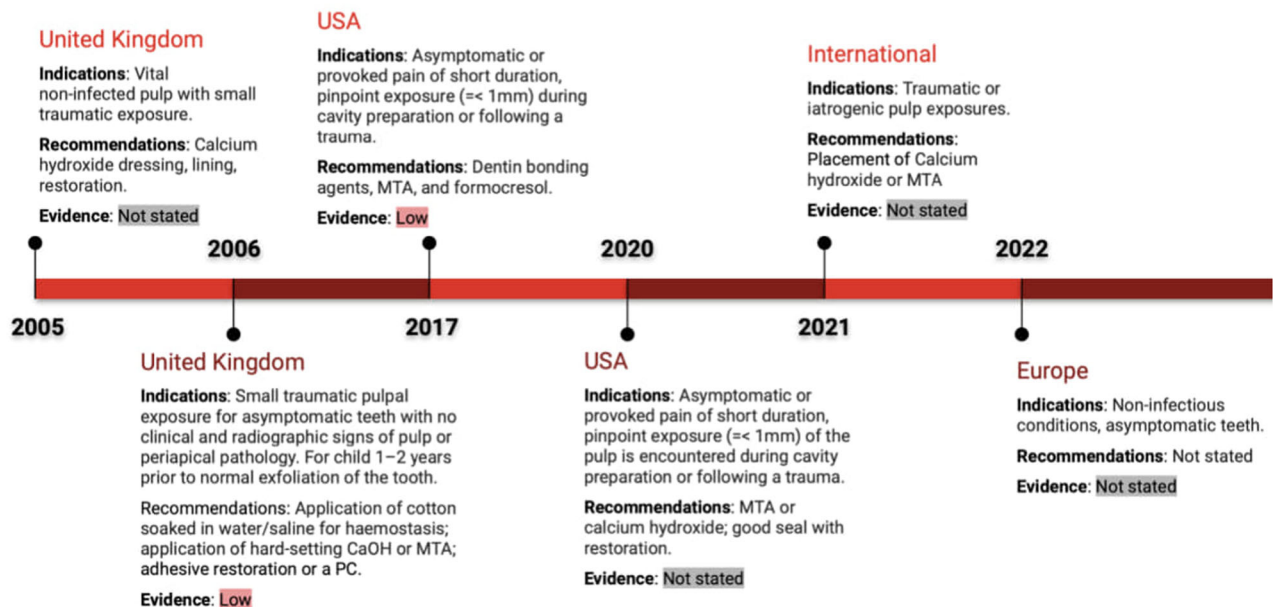 United Kingdom
Indications: Vital
non-infected pulp with small
traumatic exposure.
Recommendations: Calcium
hydroxide dressing, lining,
restoration.
Evidence: Not stated
USA
Indications: Asymptomatic or
provoked pain of short duration,
pinpoint exposure (=< 1mm) during
cavity preparation or following a
trauma.
Recommendations: Dentin bonding
agents, MTA, and formocresol.
Evidence: Low
International
Indications: Traumatic or
iatrogenic pulp exposures.
Recommendations:
Placement of Calcium
hydroxide or MTA
Evidence: Not stated
2006
2020
2022
2005
2017
2021
United Kingdom
Indications: Small traumatic pulpal
exposure for asymptomatic teeth with no
clinical and radiographic signs of pulp or
periapical pathology. For child 1–2 years
prior to normal exfoliation of the tooth.
Recommendations: Application of cotton
soaked in water/saline for haemostasis;
application of hard-setting CaOH or MTA;
adhesive restoration or a PC.
Evidence: Low
USA
Indications: Asymptomatic or
provoked pain of short duration,
pinpoint exposure (=< 1mm) of the
pulp is encountered during cavity
preparation or following a trauma.
Recommendations: MTA or
calcium hydroxide; good seal with
restoration.
Evidence: Not stated
Europe
Indications: Non-infectious
conditions, asymptomatic teeth.
Recommendations: Not stated
Evidence: Not stated